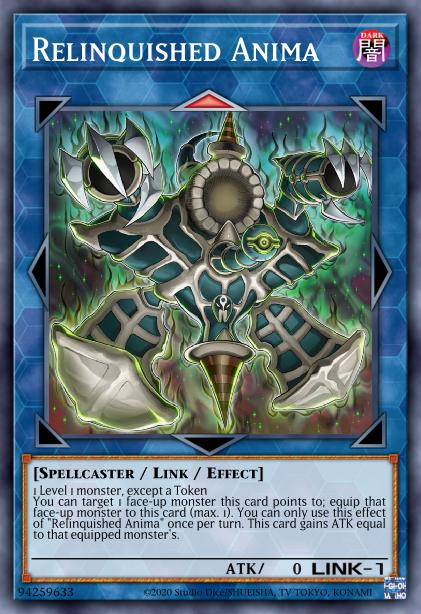 Relinquished Anima
DARK
闇
[Spellcaster / Link / Effect]
1 Level 1 monster, except a Token
You can target 1 face-up monster this card points to; equip that
face-up monster to this card (max. 1). You can only use this effect
of "Relinquished Anima" once per turn. This card gains ATK equal
to that equipped monster's.
ATK/ 0 LINK-1
94259633 ©2020 Studio Dice/SHUEISHA, TV TOKYO, KONAMI